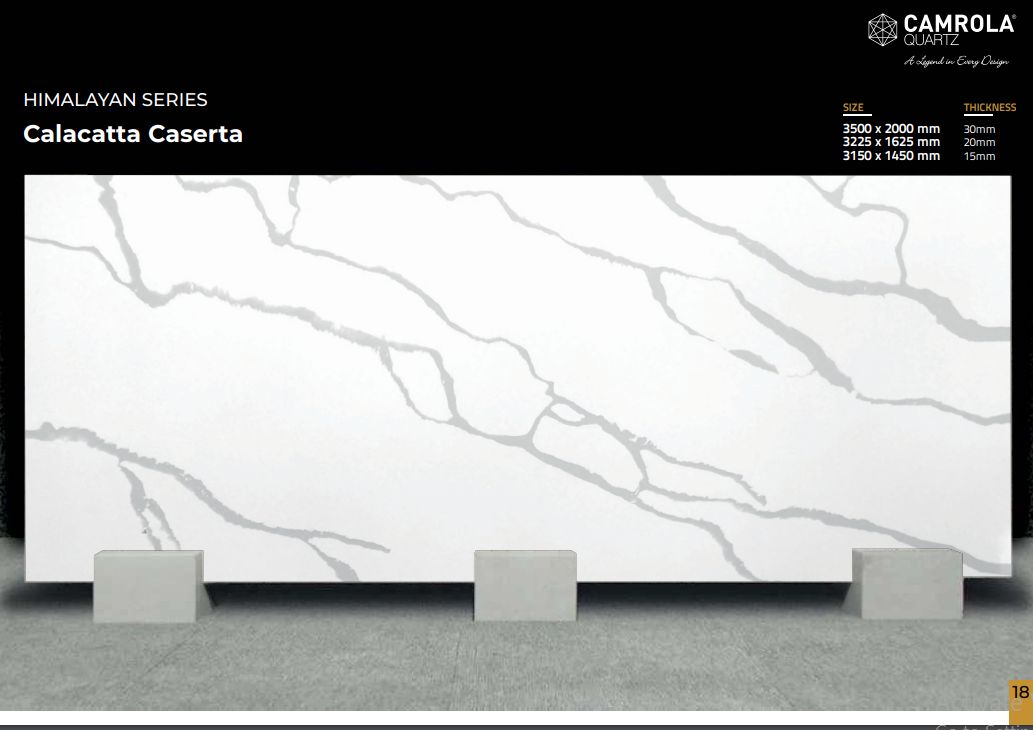 CAMROLA®
QUARTZ
A Legend in Every Design
HIMALAYAN SERIES
Calacatta Caserta
SIZE THICKNESS
3500 x 2000 mm 30mm
3225 x 1625 mm 20mm
3150 x 1450 mm 15mm
18